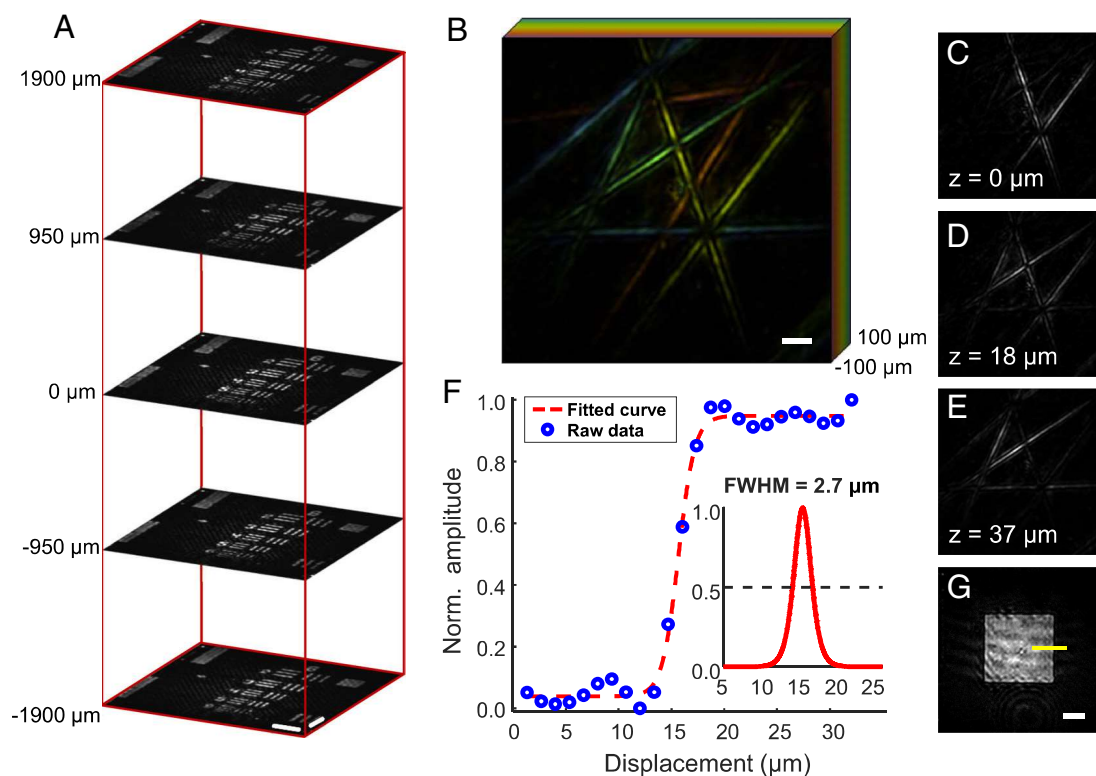 A
1900 µm
950 µm
0 µm
-950 µm
-1900 µm
B
100 µm
-100 µm
C
z = 0 µm
D
z = 18 µm
E
z = 37 µm
F
1.0
0.8
0.6
0.4
0.2
0.0
Norm. amplitude
Fitted curve
Raw data
FWHM = 2.7 µm
1.0
0.5
0.0
5 10 15 20 25
0 5 10 15 20 25 30
Displacement (µm)
G